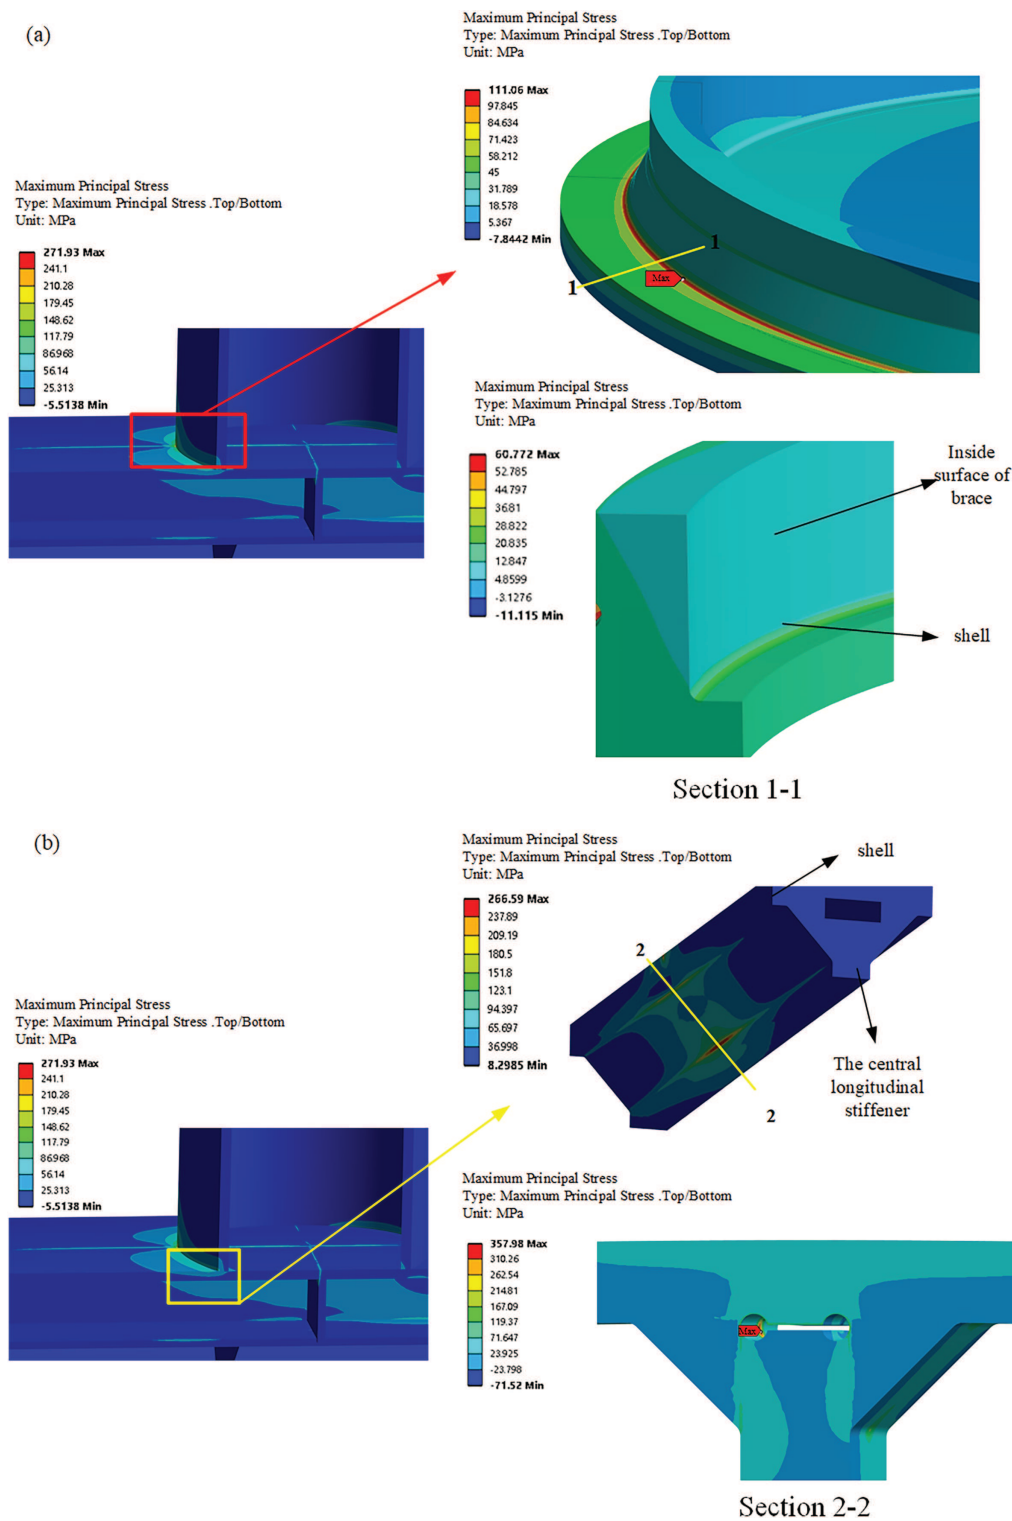 (a)
Maximum Principal Stress
Type: Maximum Principal Stress .Top/Bottom
Unit: MPa
111.06 Max
97.845
84.634
71.423
58.212
45
31.789
18.578
5.367
-7.8442 Min
1
1
Max
Maximum Principal Stress
Type: Maximum Principal Stress .Top/Bottom
Unit: MPa
271.93 Max
241.1
210.28
179.45
148.62
117.79
86968
56.14
25.313
-5.5138 Min
Maximum Principal Stress
Type: Maximum Principal Stress .Top/Bottom
Unit: MPa
60.772 Max
52.785
44.797
3681
28.822
20.835
12.847
4.8599
-3.1276
-11.115 Min
Inside
surface of
brace
shell
Section 1-1
(b)
Maximum Principal Stress
Type: Maximum Principal Stress .Top/Bottom
Unit: MPa
266.59 Max
237.89
209.19
180.5
151.8
123.1
94.397
65.697
36998
8.2985 Min
shell
2
2
The central
longitudinal
stiffener
Maximum Principal Stress
Type: Maximum Principal Stress .Top/Bottom
Unit: MPa
271.93 Max
241.1
210.28
179.45
148.62
117.79
86968
56.14
25.313
-5.5138 Min
Maximum Principal Stress
Type: Maximum Principal Stress .Top/Bottom
Unit: MPa
357.98 Max
310.26
262.54
21481
167.09
119.37
71.647
23.925
-23.798
-71.52 Min
Max
Section 2-2